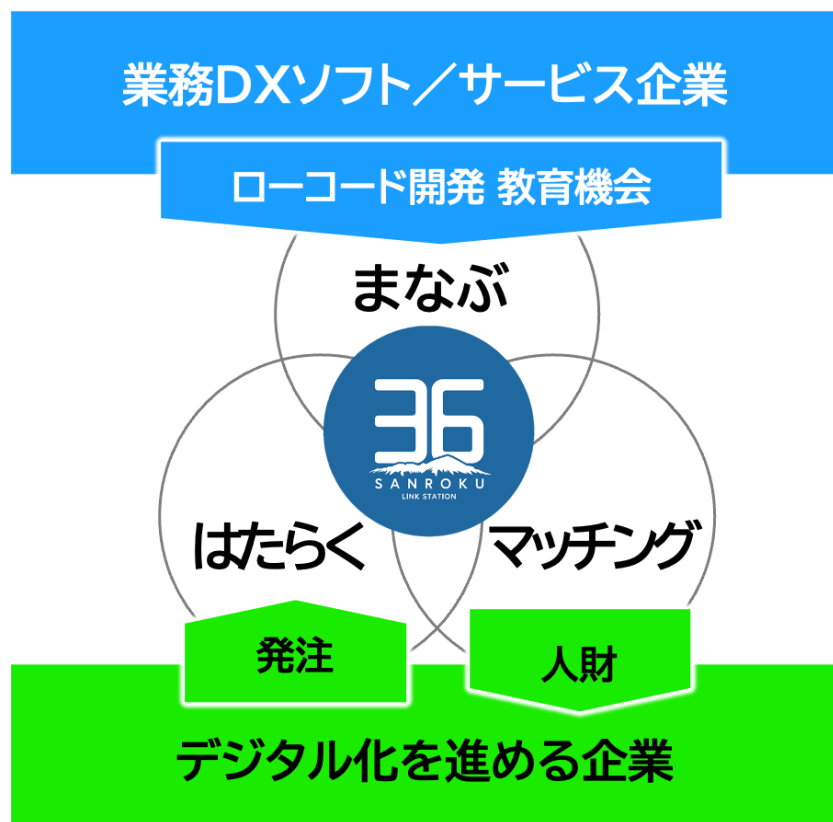 業務DXソフト／サービス企業
ローコード開発 教育機会
まなぶ
36
SANROKU
LINK STATION
はたらく
マッチング
発注
人財
デジタル化を進める企業